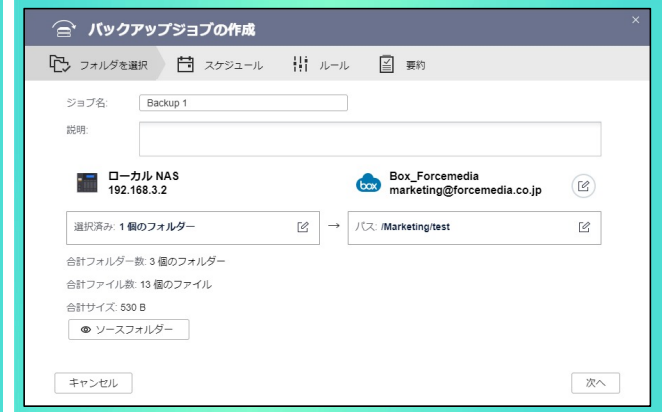 バックアップジョブの作成
フォルダを選択 スケジュール ルール 要約
ジョブ名: Backup 1
説明:
ローカル NAS
192.168.3.2
box
Box_Forcemedia
marketing@forcemedia.co.jp
選択済み: 1 個のフォルダー → パス: /Marketing/test
合計フォルダー数: 3 個のフォルダー
合計ファイル数: 13 個のファイル
合計サイズ: 530 B
ソースフォルダー
キャンセル 次へ